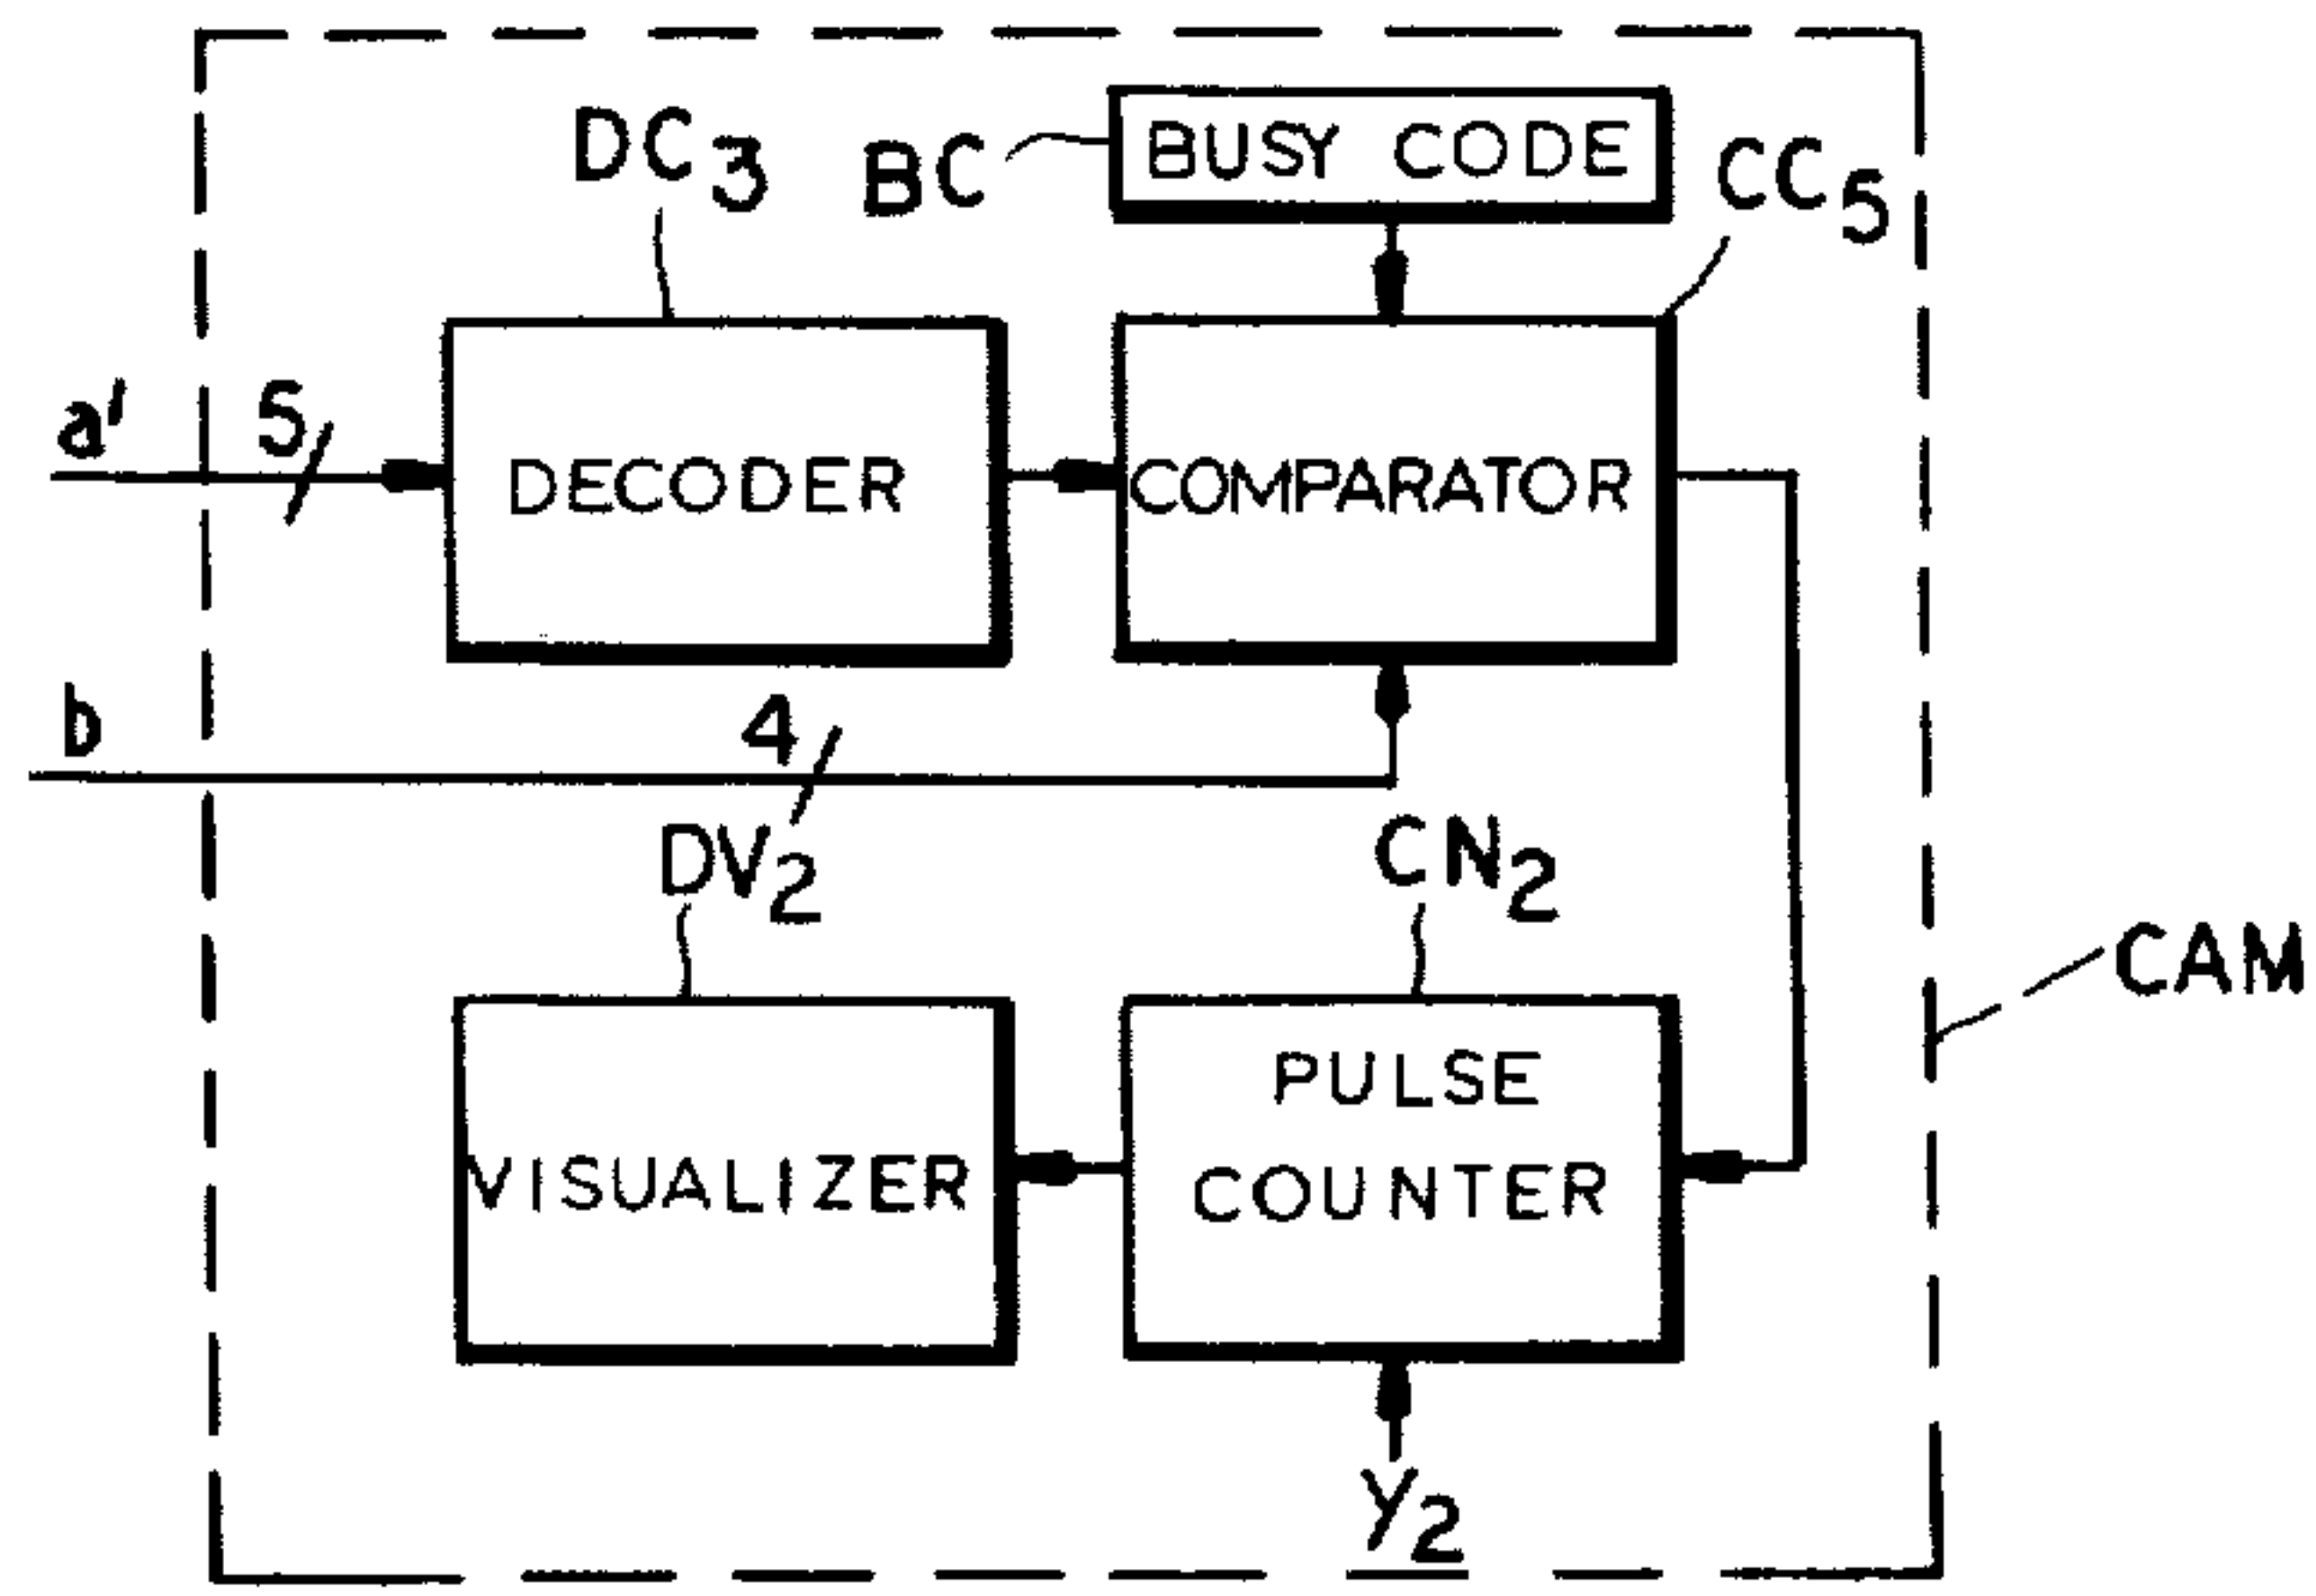 DC3
BC
BUSY CODE
CC5
a'
5
DECODER
COMPARATOR
b
4
DV2
CN2
CAM
VISUALIZER
PULSE
COUNTER
Y2